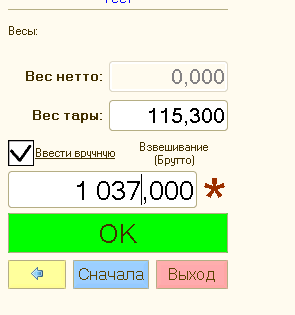 Тест
Весы:
Вес нетто: 0,000
Вес тары: 115,300
Ввести вручную
Взвешивание
(Брутто)
1 037,000 *
OK
Сначала
Выход